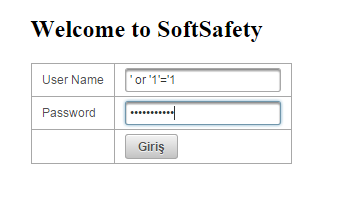 Welcome to SoftSafety
User Name ' or '1'='1
Password •••••••••••
Giriş